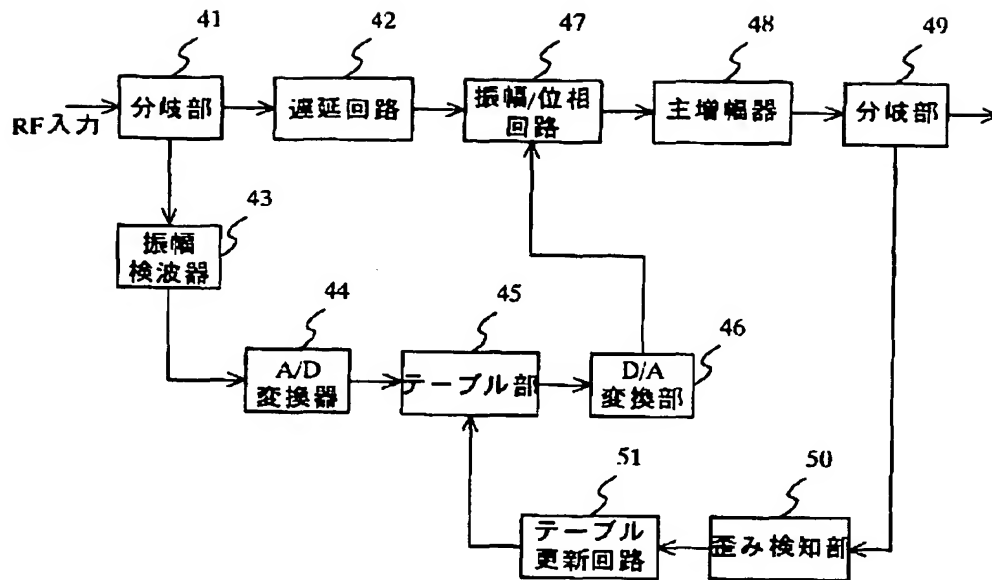 41
42
47
48
49
RF入力
分岐部
遅延回路
振幅/位相
回路
主増幅器
分岐部
43
振幅
検波器
44
45
46
A/D
変換器
テーブル部
D/A
変換部
51
50
テーブル
更新回路
歪み検知部